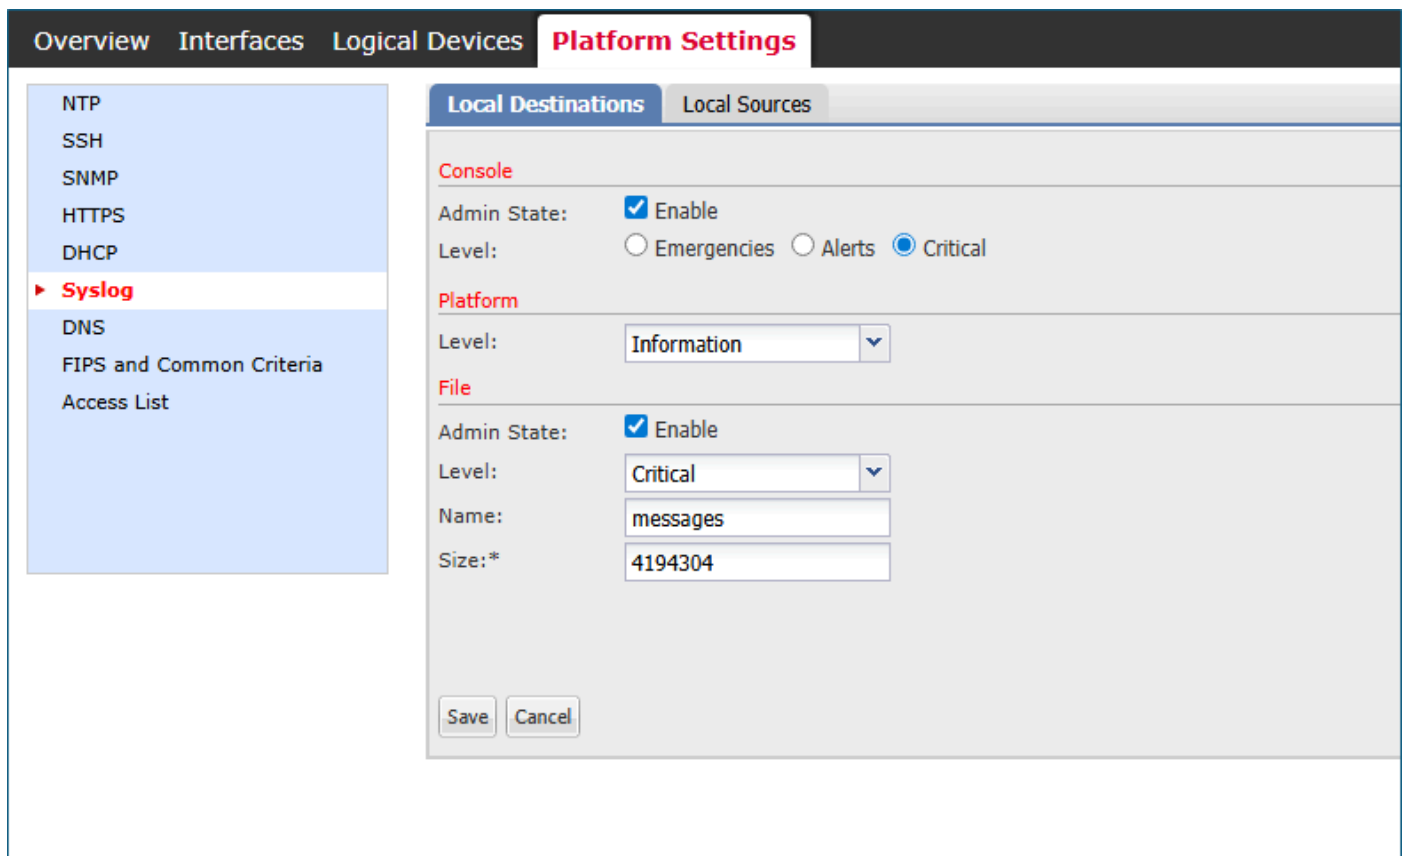 Overview Interfaces Logical Devices Platform Settings
NTP
SSH
SNMP
HTTPS
DHCP
Syslog
DNS
FIPS and Common Criteria
Access List
Local Destinations Local Sources
Console
Admin State: Enable
Level: Emergencies Alerts Critical
Platform
Level: Information
File
Admin State: Enable
Level: Critical
Name: messages
Size:* 4194304
Save Cancel